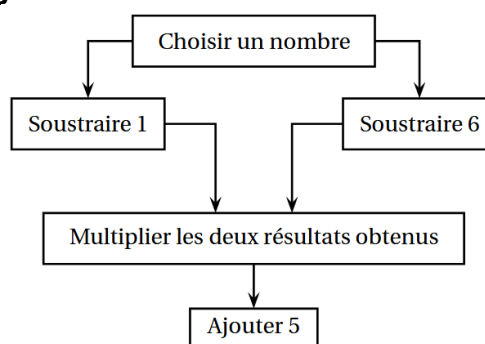 Choisir un nombre
Soustraire 1
Soustraire 6
Multiplier les deux résultats obtenus
Ajouter 5